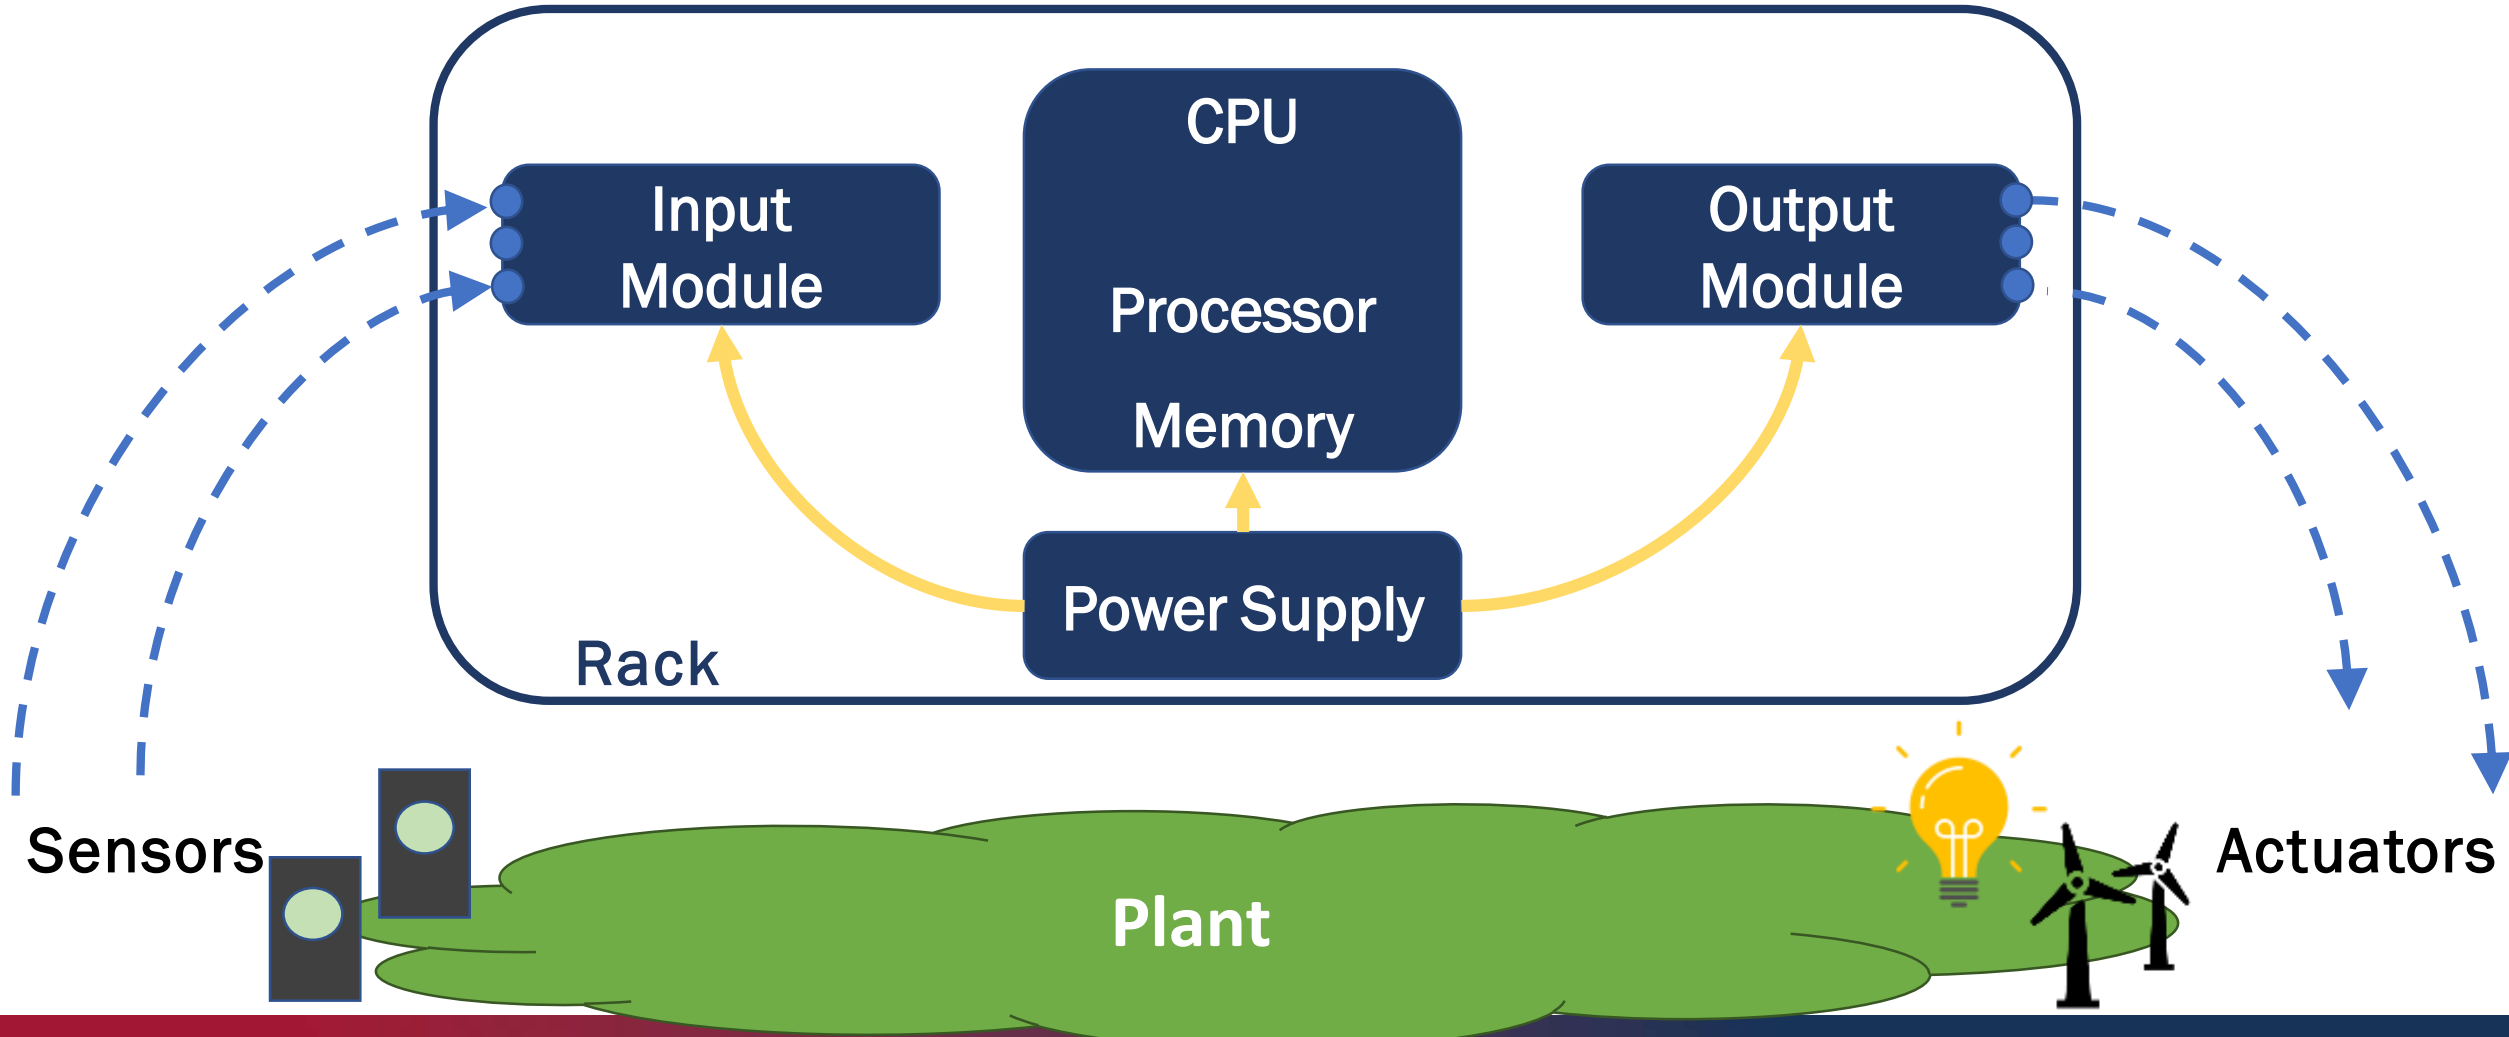 CPU
Input
Module
Processor
Memory
Output
Module
Power Supply
Rack
Sensors
Plant
Actuators